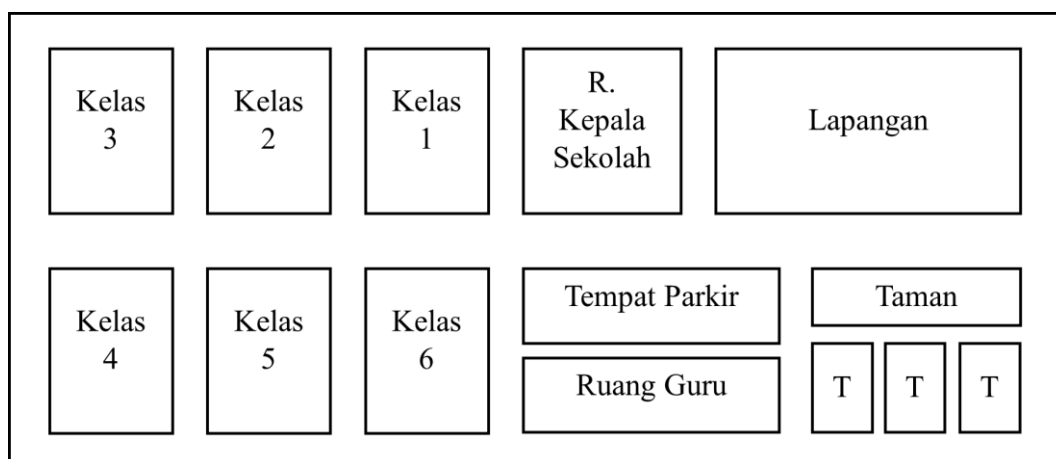 Kelas
3
Kelas
2
Kelas
1
R.
Kepala
Sekolah
Lapangan
Kelas
4
Kelas
5
Kelas
6
Tempat Parkir
Ruang Guru
Taman
T
T
T